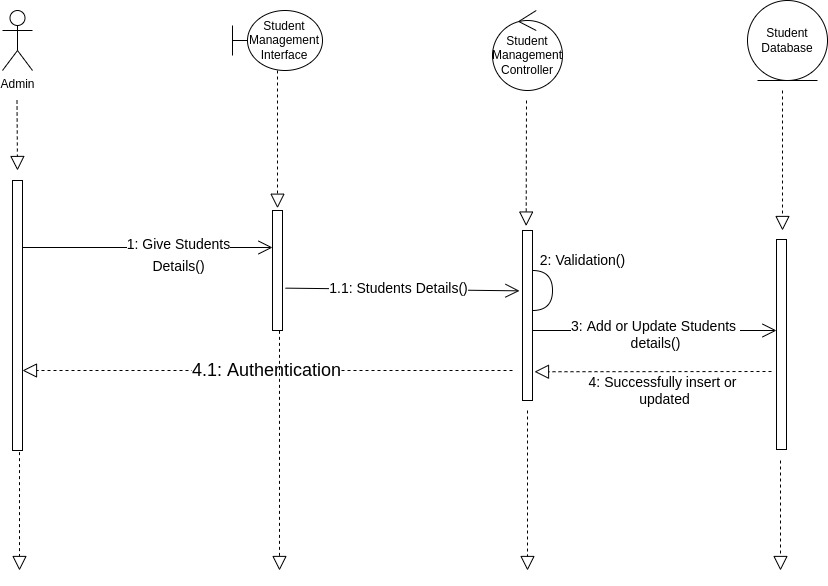 Admin
Student
Management
Interface
Student
Management
Controller
Student
Database
1: Give Students
Details()
2: Validation()
1.1: Students Details()
3: Add or Update Students
details()
4.1: Authentication
4: Successfully insert or
updated